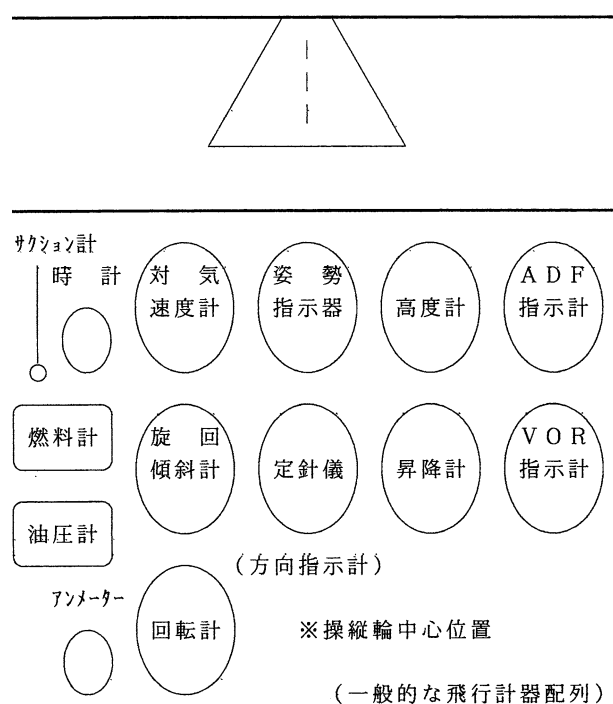 サクション計
時計
対気
速度計
姿勢
指示器
高度計
ADF
指示計
燃料計
旋回
傾斜計
定針儀
昇降計
VOR
指示計
油圧計
(方向指示計)
アンメーター
回転計
※操縦輪中心位置
(一般的な飛行計器配列)